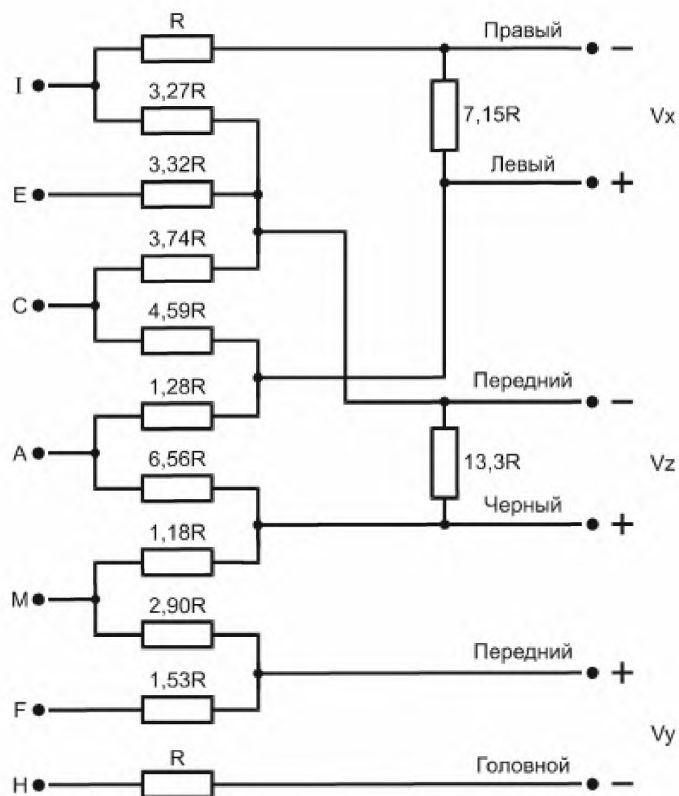 R
Правый −
I
3,27R
7,15R
Vx
3,32R
Левый +
E
3,74R
C
4,59R
1,28R
Передний −
A
6,56R
13,3R
Vz
Черный +
1,18R
M
2,90R
Передний +
1,53R
F
Vy
R
Головной −
H